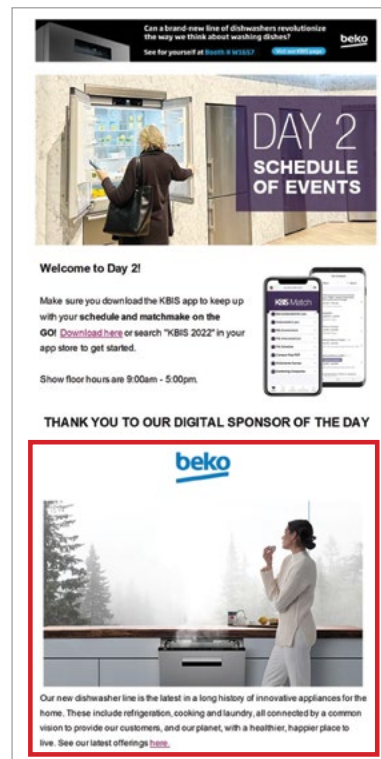 Can a brand-new line of dishwashers revolutionize
the way we think about washing dishes?
See for yourself at Booth # W1057
Visit our KBIS page
beko
DAY 2
SCHEDULE
OF EVENTS
Welcome to Day 2!
Make sure you download the KBIS app to keep up
with your schedule and matchmake on the
GO! Download here or search "KBIS 2022" in your
app store to get started.
Show floor hours are 9:00am - 5:00pm.
KBIS Match
THANK YOU TO OUR DIGITAL SPONSOR OF THE DAY
beko
Our new dishwasher line is the latest in a long history of innovative appliances for the
home. These include refrigeration, cooking and laundry, all connected by a common
vision to provide our customers, and our planet, with a healthier, happier place to
live. See our latest offerings here.